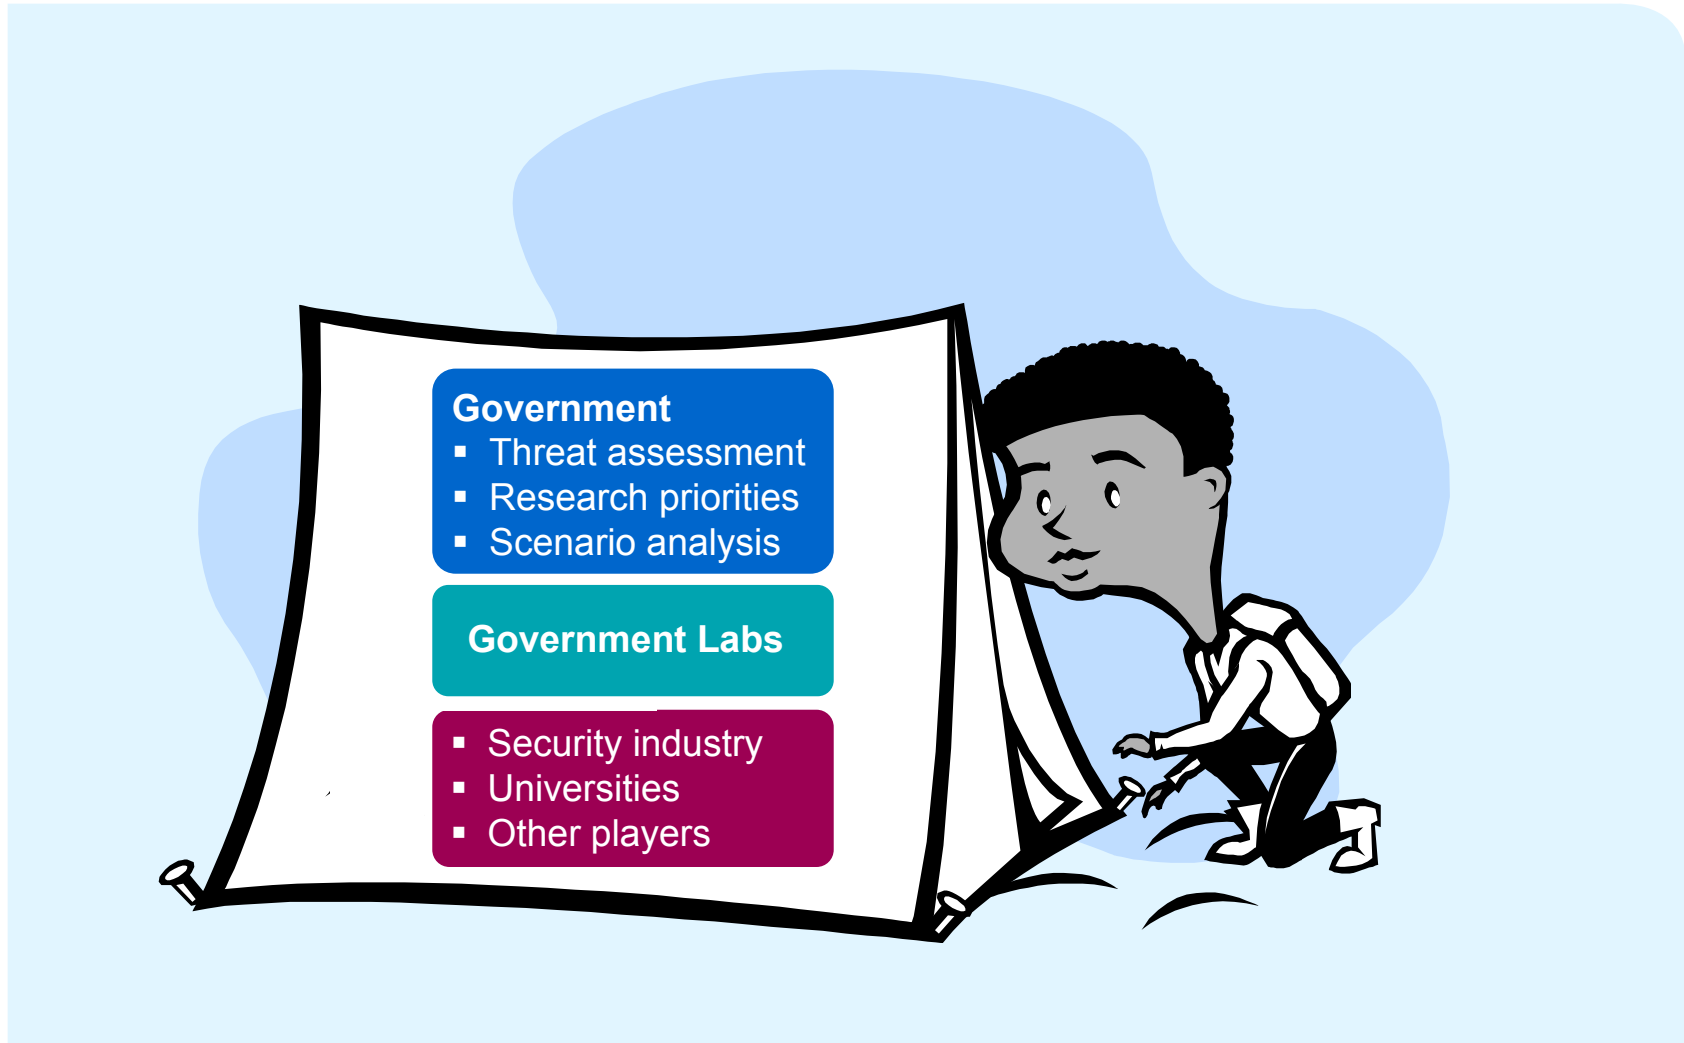 Government
▪ Threat assessment
▪ Research priorities
▪ Scenario analysis
Government Labs
▪ Security industry
▪ Universities
▪ Other players